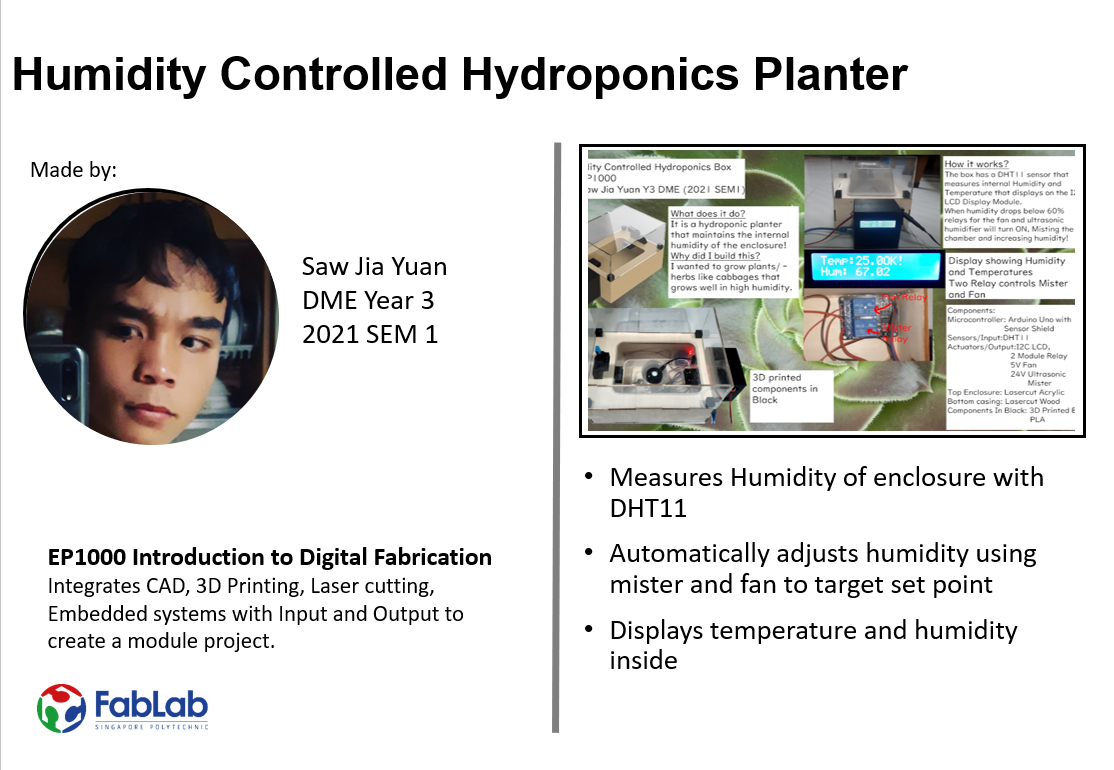 Humidity Controlled Hydroponics Planter
Made by:
Saw Jia Yuan
DME Year 3
2021 SEM 1
EP1000 Introduction to Digital Fabrication
Integrates CAD, 3D Printing, Laser cutting,
Embedded systems with Input and Output to
create a module project.
FabLab
SINGAPORE POLYTECHNIC
lity Controlled Hydroponics Box
P1000
aw Jia Yuan Y3 DME (2021 SEM1)
What does it do?
It is a hydroponic planter
that maintains the internal
humidity of the enclosure!
Why did I build this?
I wanted to grow plants/ -
herbs like cabbages that
grows well in high humidity.
3D printed
components in
Black
How it works?
The box has a DHT11 sensor that
measures internal Humidity and
Temperature that displays on the I2
LCD Display Module.
When humidity drops below 60%
relays for the fan and ultrasonic
humidifier will turn ON, Misting the
chamber and increasing humidity!
Temp:25.00K!
Hum: 67.02
Display showing Humidity
and Temperatures
Two Relay controls Mister
and Fan
Relay
Relay
Components:
Microcontroller: Arduino Uno with
Sensor Shield
Sensors/Input:DHT11
Actuators/Output:I2C LCD,
2 Module Relay
5V Fan
24V Ultrasonic
Mister
Top Enclosure: Lasercut Acrylic
Bottom casing: Lasercut Wood
Components In Black: 3D Printed E
PLA
• Measures Humidity of enclosure with
DHT11
• Automatically adjusts humidity using
mister and fan to target set point
• Displays temperature and humidity
inside